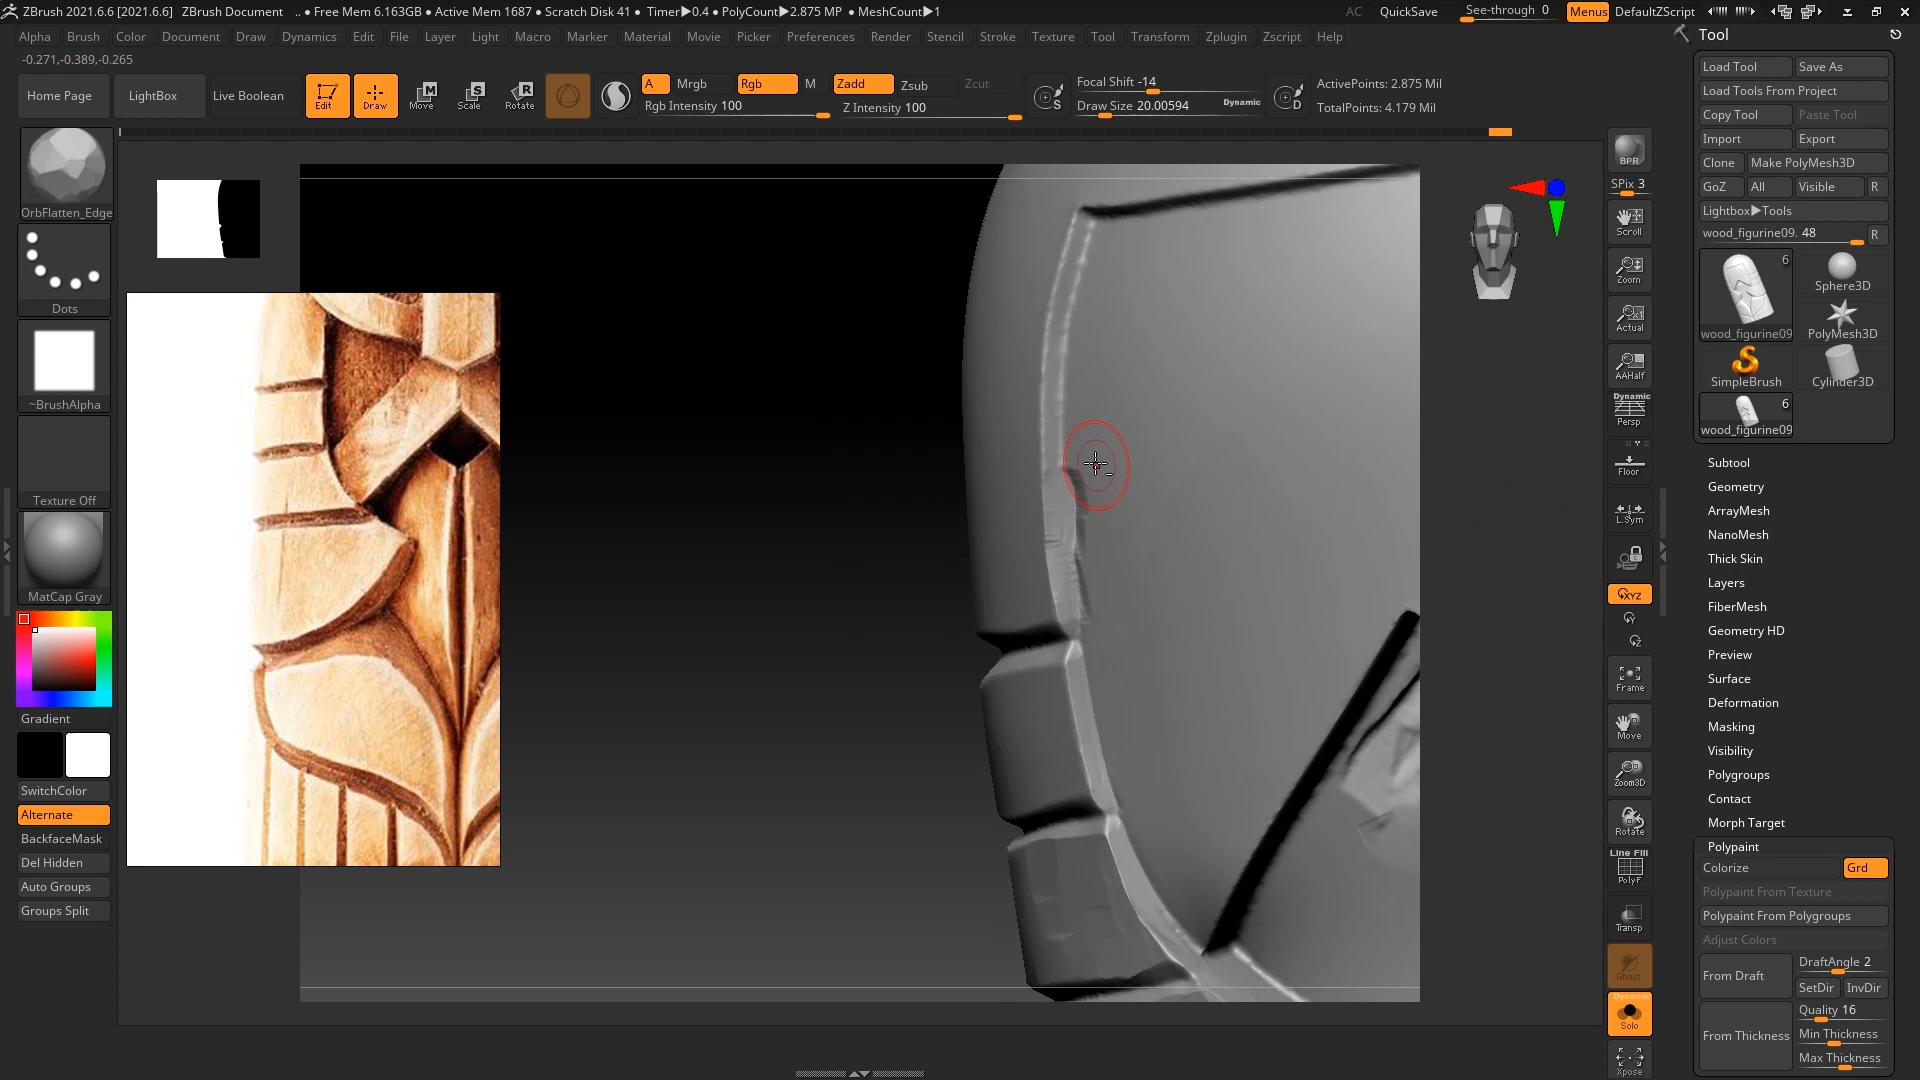 ZBrush 2021.6.6 [2021.6.6] ZBrush Document .. ● Free Mem 6.163GB ● Active Mem 1687 ● Scratch Disk 41 ● Timer▶0.4 ● PolyCount▶2.875 MP ● MeshCount▶1 AC QuickSave See-through 0 Menus DefaultZScript
Alpha Brush Color Document Draw Dynamics Edit File Layer Light Macro Marker Material Movie Picker Preferences Render Stencil Stroke Texture Tool Transform Zplugin Zscript Help
-0.271,-0.389,-0.265
Home Page LightBox Live Boolean Edit Draw Move Scale Rotate
A Mrgb Rgb M Zadd Zsub Zcut
Rgb Intensity 100 Z Intensity 100
Focal Shift -14
Draw Size 20.00594 Dynamic
ActivePoints: 2.875 Mil
TotalPoints: 4.179 Mil
OrbFlatten_Edge
Dots
~BrushAlpha
Texture Off
MatCap Gray
Gradient
SwitchColor
Alternate
BackfaceMask
Del Hidden
Auto Groups
Groups Split
BPR
SPix 3
Scroll
Zoom
Actual
AAHalf
Dynamic
Persp
Floor
L.Sym
XYZ
Y
Z
Frame
Move
Zoom3D
Rotate
Line Fill
PolyF
Transp
Ghost
Dynamic
Solo
Xpose
Tool
Load Tool Save As
Load Tools From Project
Copy Tool Paste Tool
Import Export
Clone Make PolyMesh3D
GoZ All Visible R
Lightbox▶Tools
wood_figurine09. 48 R
6
wood_figurine09
Sphere3D
PolyMesh3D
SimpleBrush
Cylinder3D
6
wood_figurine09
Subtool
Geometry
ArrayMesh
NanoMesh
Thick Skin
Layers
FiberMesh
Geometry HD
Preview
Surface
Deformation
Masking
Visibility
Polygroups
Contact
Morph Target
Polypaint
Colorize Grd
Polypaint From Texture
Polypaint From Polygroups
Adjust Colors
From Draft DraftAngle 2
SetDir InvDir
From Thickness Quality 16
Min Thickness
Max Thickness